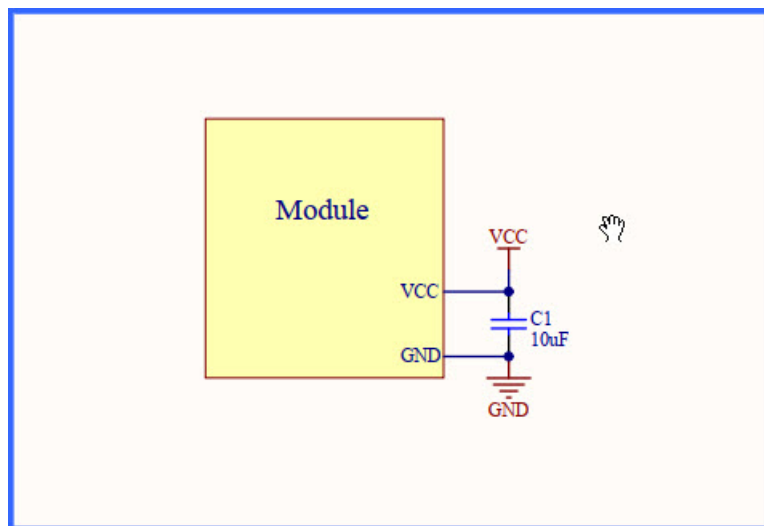 Module
VCC
VCC
C1
10uF
GND
GND